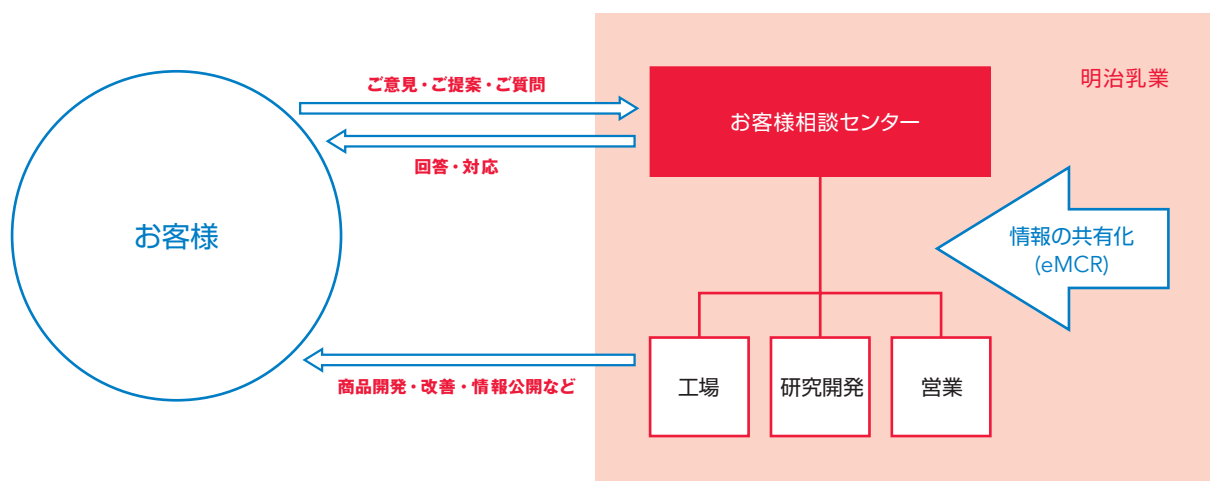 明治乳業
ご意見・ご提案・ご質問
お客様相談センター
回答・対応
お客様
情報の共有化
(eMCR)
商品開発・改善・情報公開など
工場
研究開発
営業